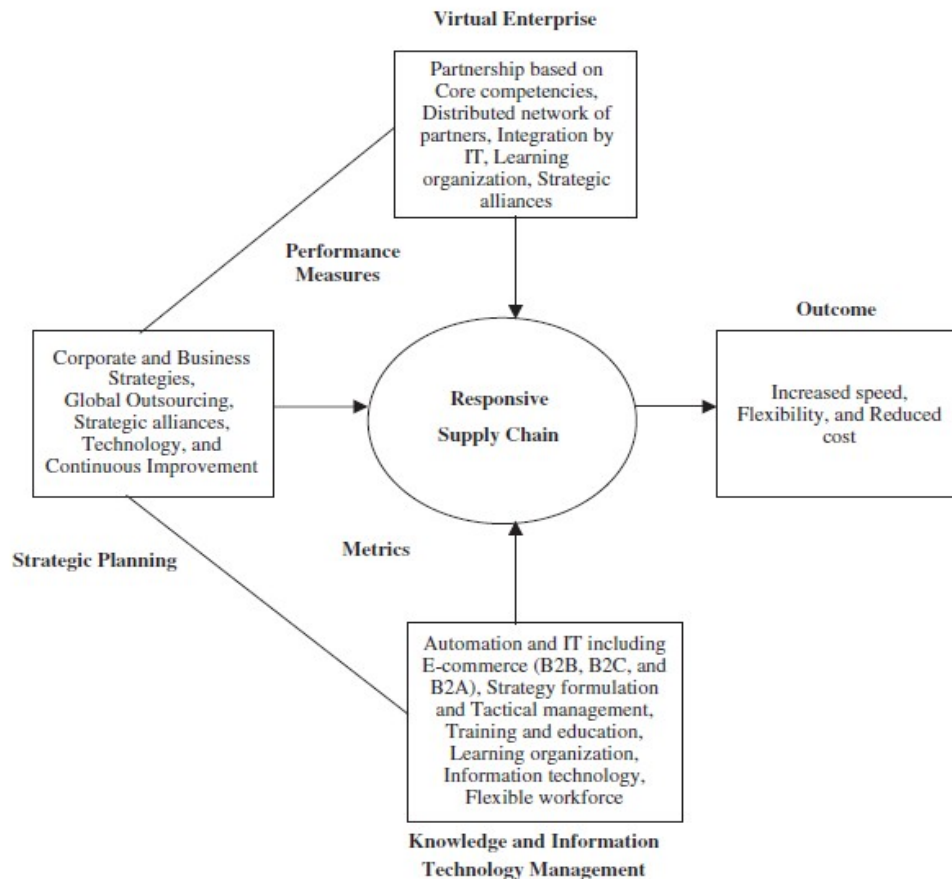 Virtual Enterprise
Partnership based on
Core competencies,
Distributed network of
partners, Integration by
IT, Learning
organization, Strategic
alliances
Performance
Measures
Corporate and Business
Strategies,
Global Outsourcing,
Strategic alliances,
Technology, and
Continuous Improvement
Strategic Planning
Responsive
Supply Chain
Outcome
Increased speed,
Flexibility, and Reduced
cost
Metrics
Automation and IT including
E-commerce (B2B, B2C, and
B2A), Strategy formulation
and Tactical management,
Training and education,
Learning organization,
Information technology,
Flexible workforce
Knowledge and Information
Technology Management